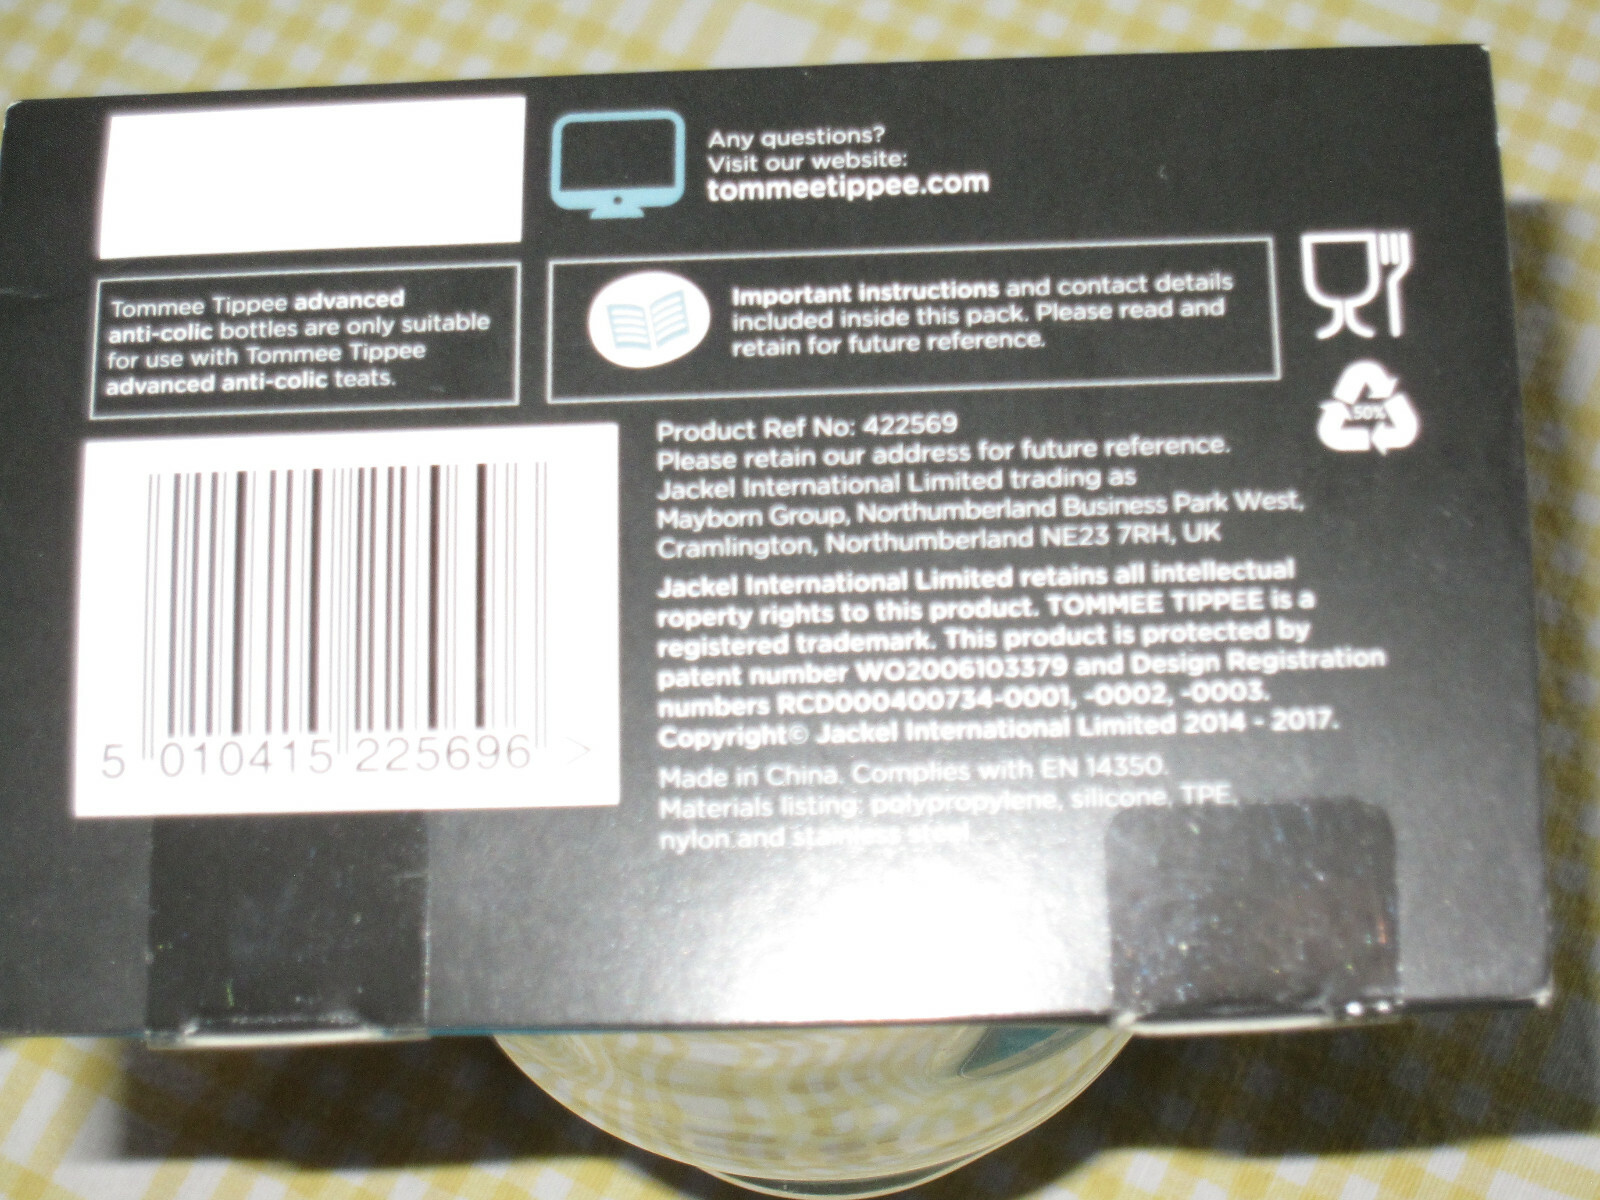 Any questions?
Visit our website:
tommeetippee.com
Tommee Tippee advanced
anti-colic bottles are only suitable
for use with Tommee Tippee
advanced anti-colic teats.
Important instructions and contact details
included inside this pack. Please read and
retain for future reference.
50%
Product Ref No: 422569
Please retain our address for future reference.
Jackel International Limited trading as
Mayborn Group, Northumberland Business Park West,
Cramlington, Northumberland NE23 7RH, UK
Jackel International Limited retains all intellectual
roperty rights to this product. TOMMEE TIPPEE is a
registered trademark. This product is protected by
patent number WO2006103379 and Design Registration
numbers RCD000400734-0001, -0002, -0003.
Copyright© Jackel International Limited 2014 - 2017.
Made in China. Complies with EN 14350.
Materials listing: polypropylene, silicone, TPE,
nylon and stainless steel
5 010415 225696 >